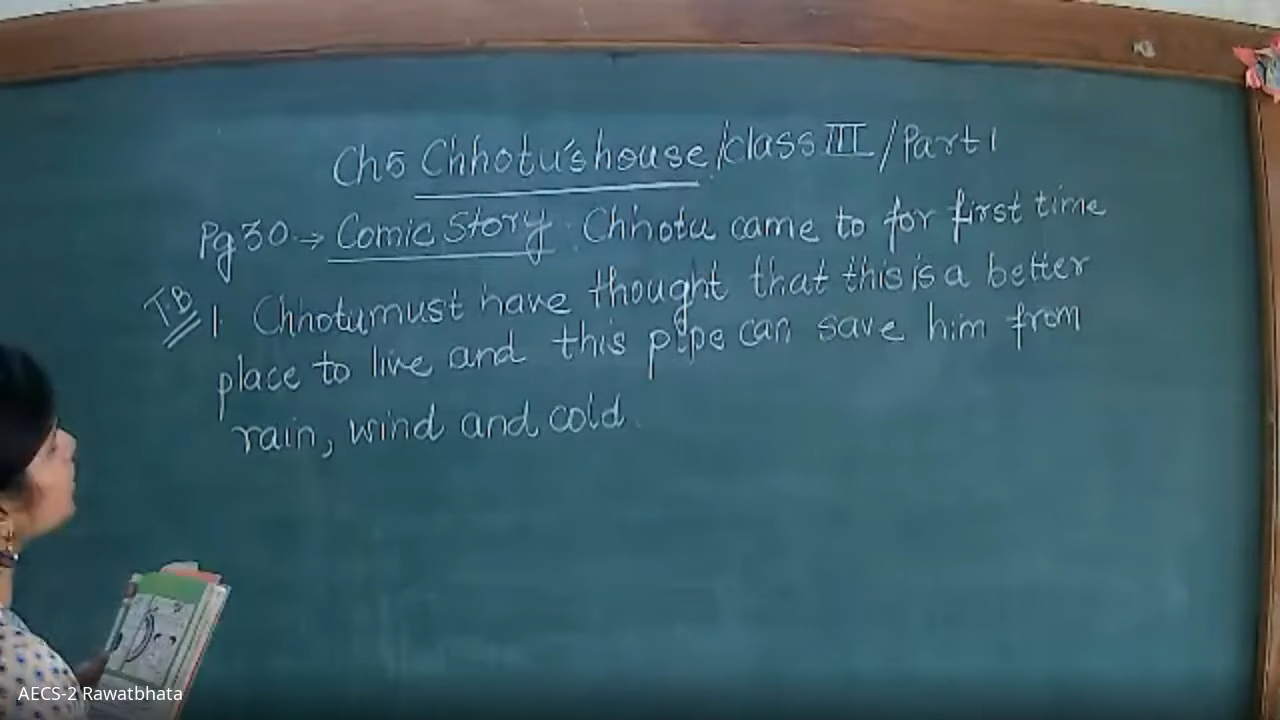 Ch5 Chhotu's house/class III/Part 1
Pg 30 → Comic Story : Chhotu came to for first time
TB 1. Chhotu must have thought that this is a better
place to live and this pipe can save him from
rain, wind and cold.
AECS-2 Rawatbhata